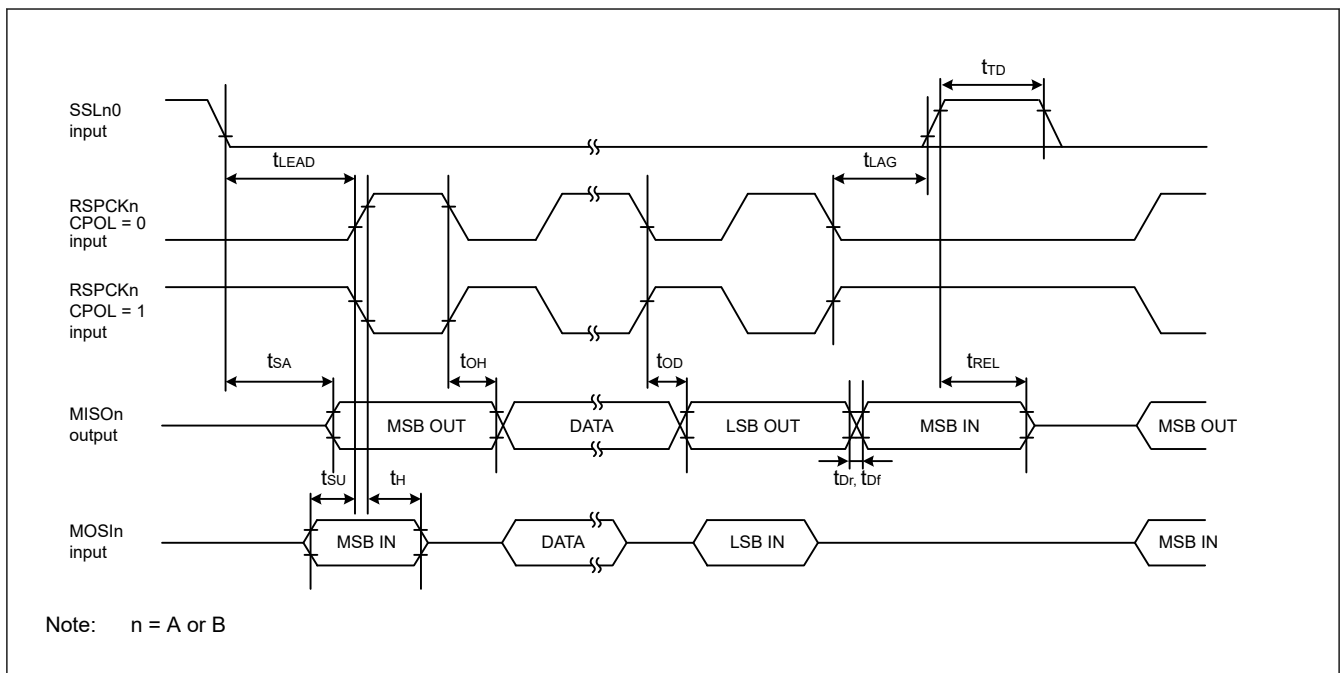 tTD
SSLn0
input
tLEAD
tLAG
RSPCKn
CPOL = 0
input
RSPCKn
CPOL = 1
input
tSA
tOH
tOD
tREL
MISOn
output
MSB OUT
DATA
LSB OUT
MSB IN
MSB OUT
tSU
tH
tDr, tDf
MOSIn
input
MSB IN
DATA
LSB IN
MSB IN
Note: n = A or B